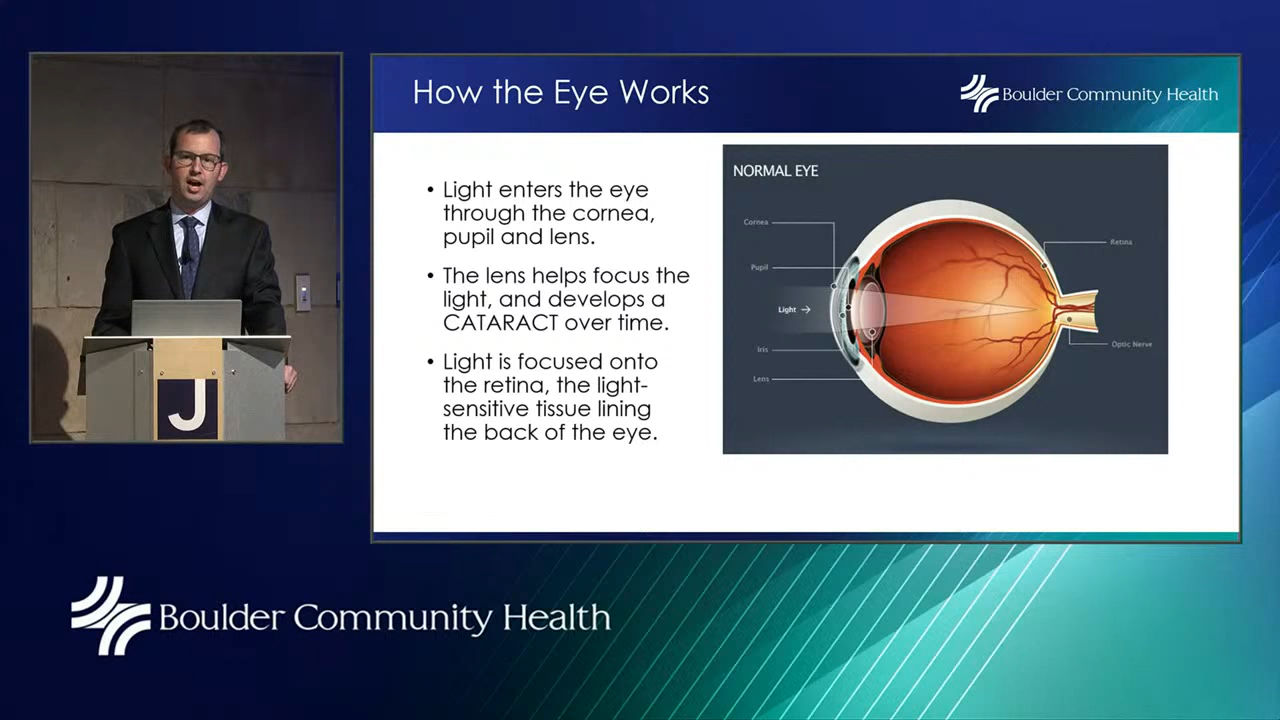 How the Eye Works
Boulder Community Health
• Light enters the eye
through the cornea,
pupil and lens.
• The lens helps focus the
light, and develops a
CATARACT over time.
• Light is focused onto
the retina, the light-
sensitive tissue lining
the back of the eye.
NORMAL EYE
Cornea
Pupil
Light →
Iris
Lens
Retina
Optic Nerve
J
Boulder Community Health